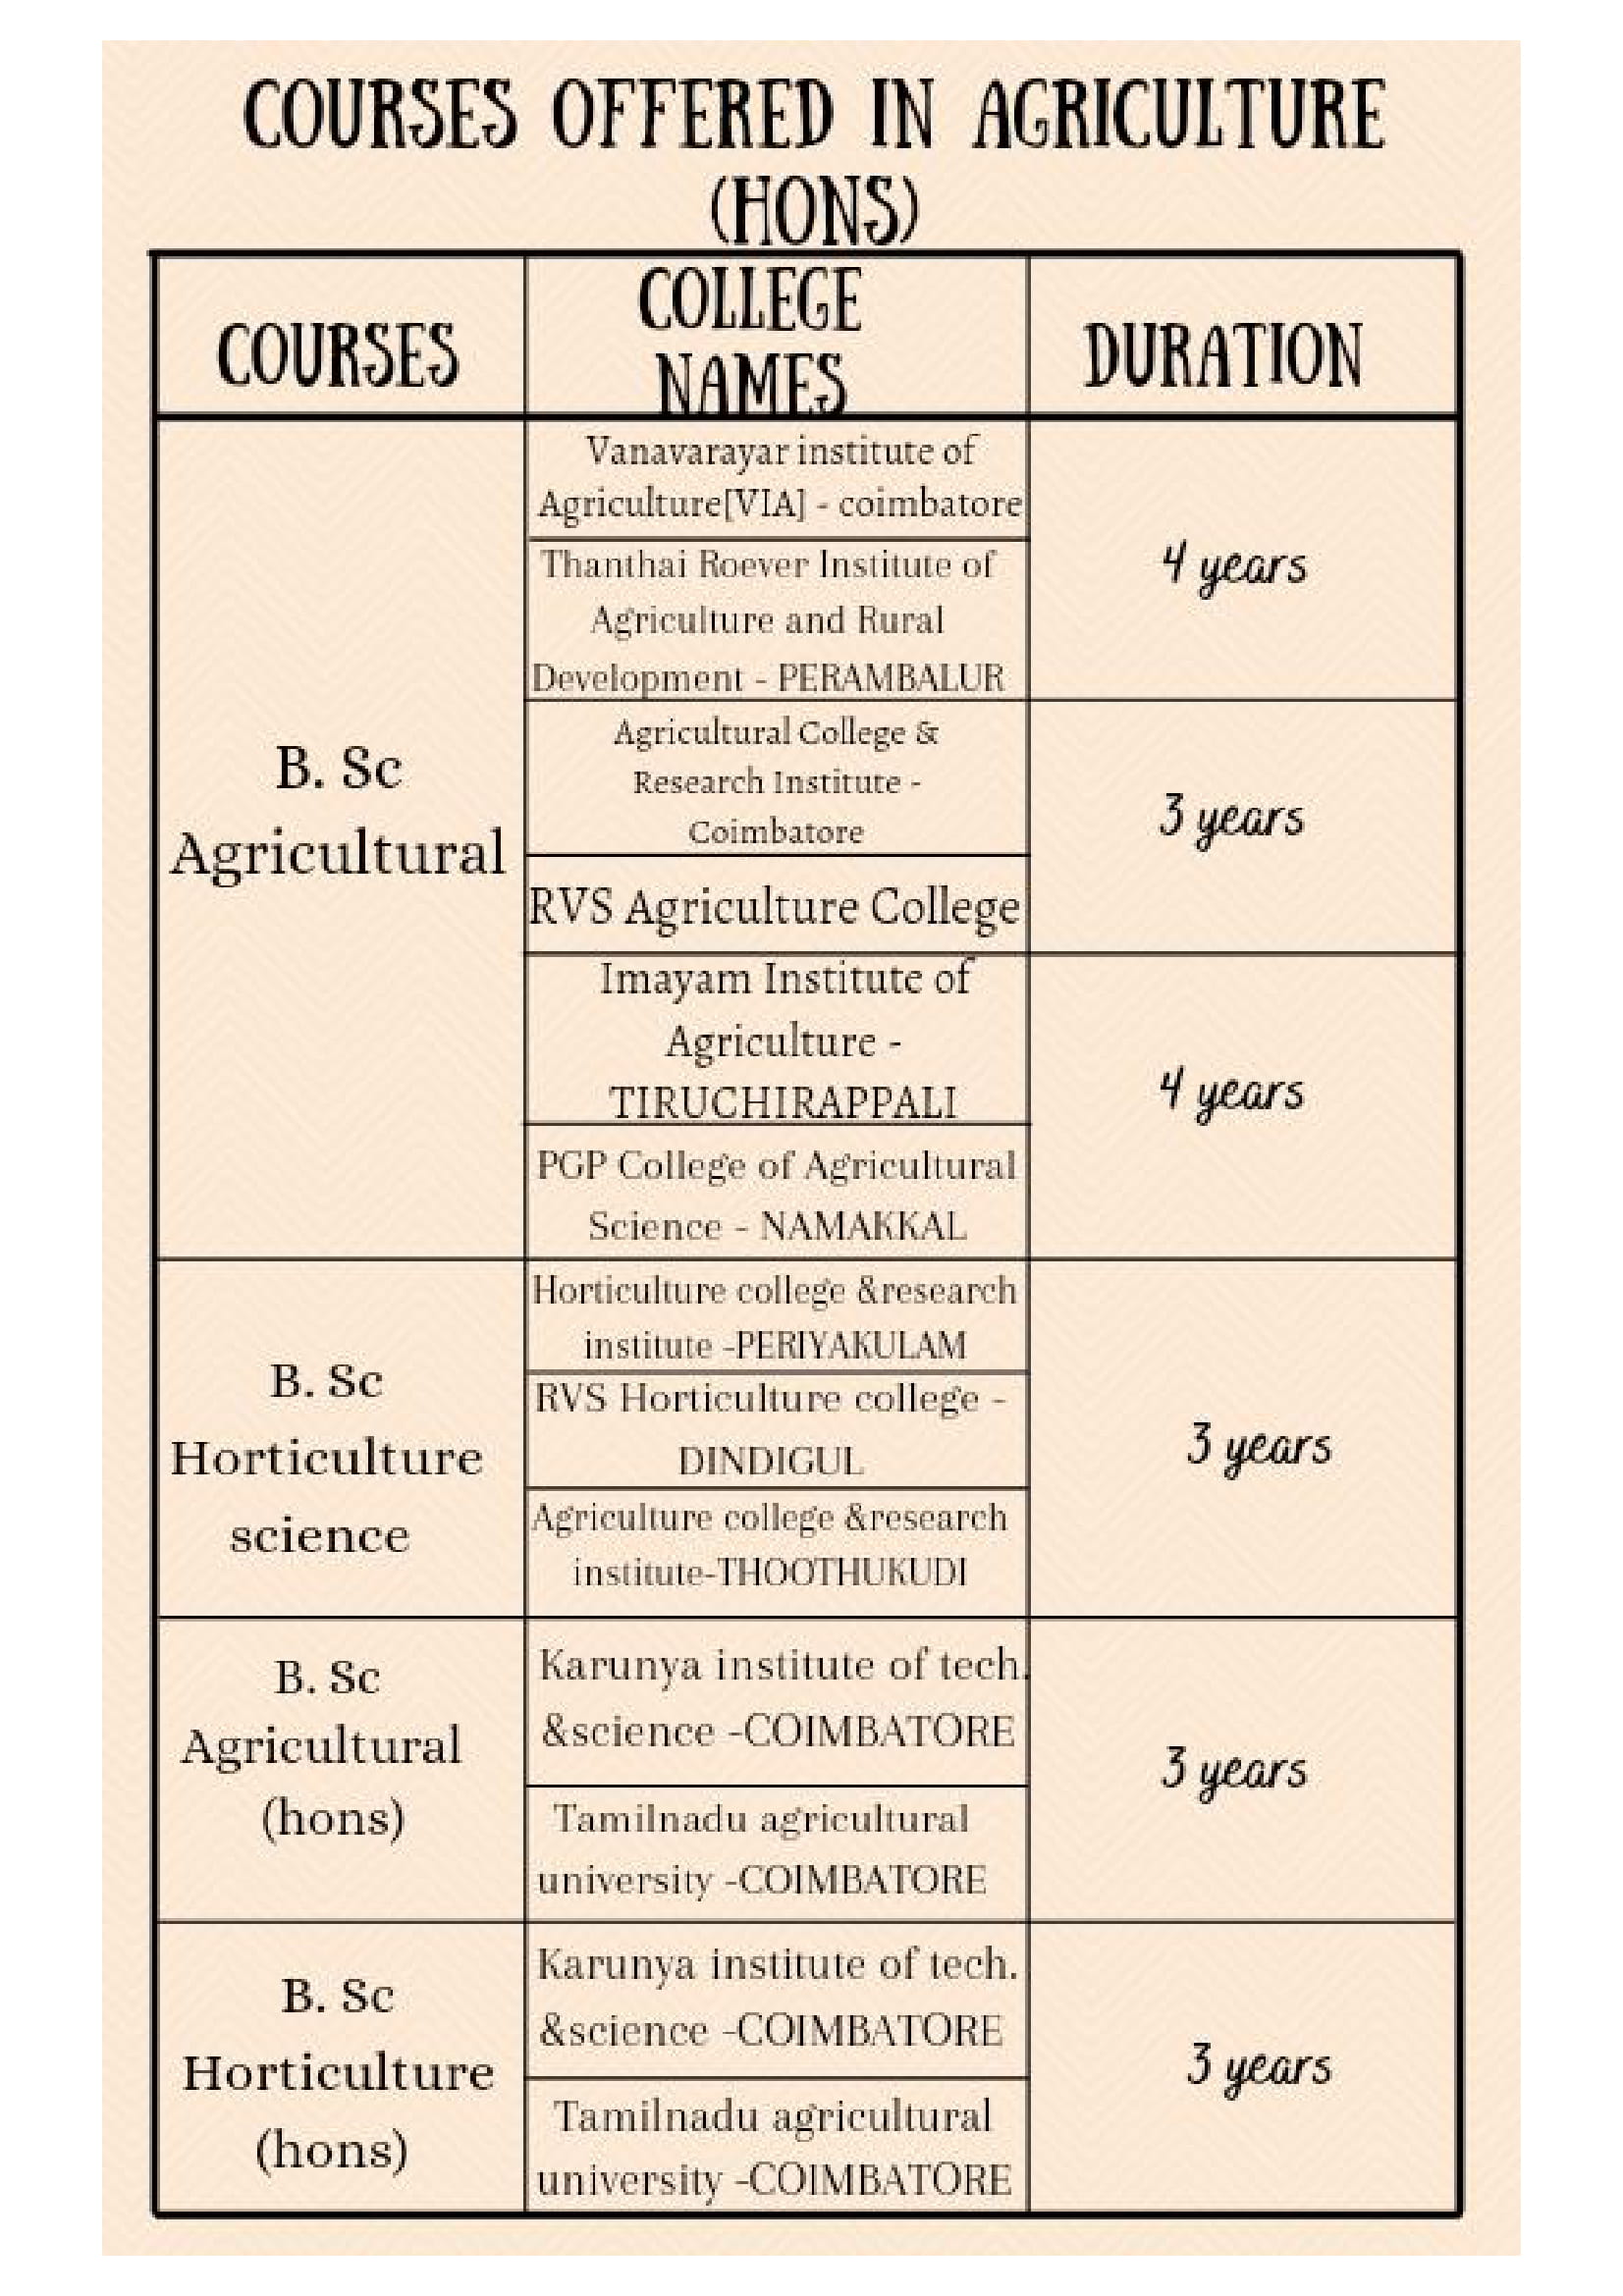 COURSES OFFERED IN AGRICULTURE
(HONS)
COURSES
COLLEGE
NAMES
DURATION
B. Sc
Agricultural
Vanavarayar institute of
Agriculture[VIA] - coimbatore
Thanthai Roever Institute of
Agriculture and Rural
Development - PERAMBALUR
4 years
Agricultural College &
Research Institute -
Coimbatore
RVS Agriculture College
3 years
Imayam Institute of
Agriculture -
TIRUCHIRAPPALI
PGP College of Agricultural
Science - NAMAKKAL
4 years
B. Sc
Horticulture
science
Horticulture college &research
institute -PERIYAKULAM
RVS Horticulture college -
DINDIGUL
Agriculture college &research
institute-THOOTHUKUDI
3 years
B. Sc
Agricultural
(hons)
Karunya institute of tech.
&science -COIMBATORE
Tamilnadu agricultural
university -COIMBATORE
3 years
B. Sc
Horticulture
(hons)
Karunya institute of tech.
&science -COIMBATORE
Tamilnadu agricultural
university -COIMBATORE
3 years